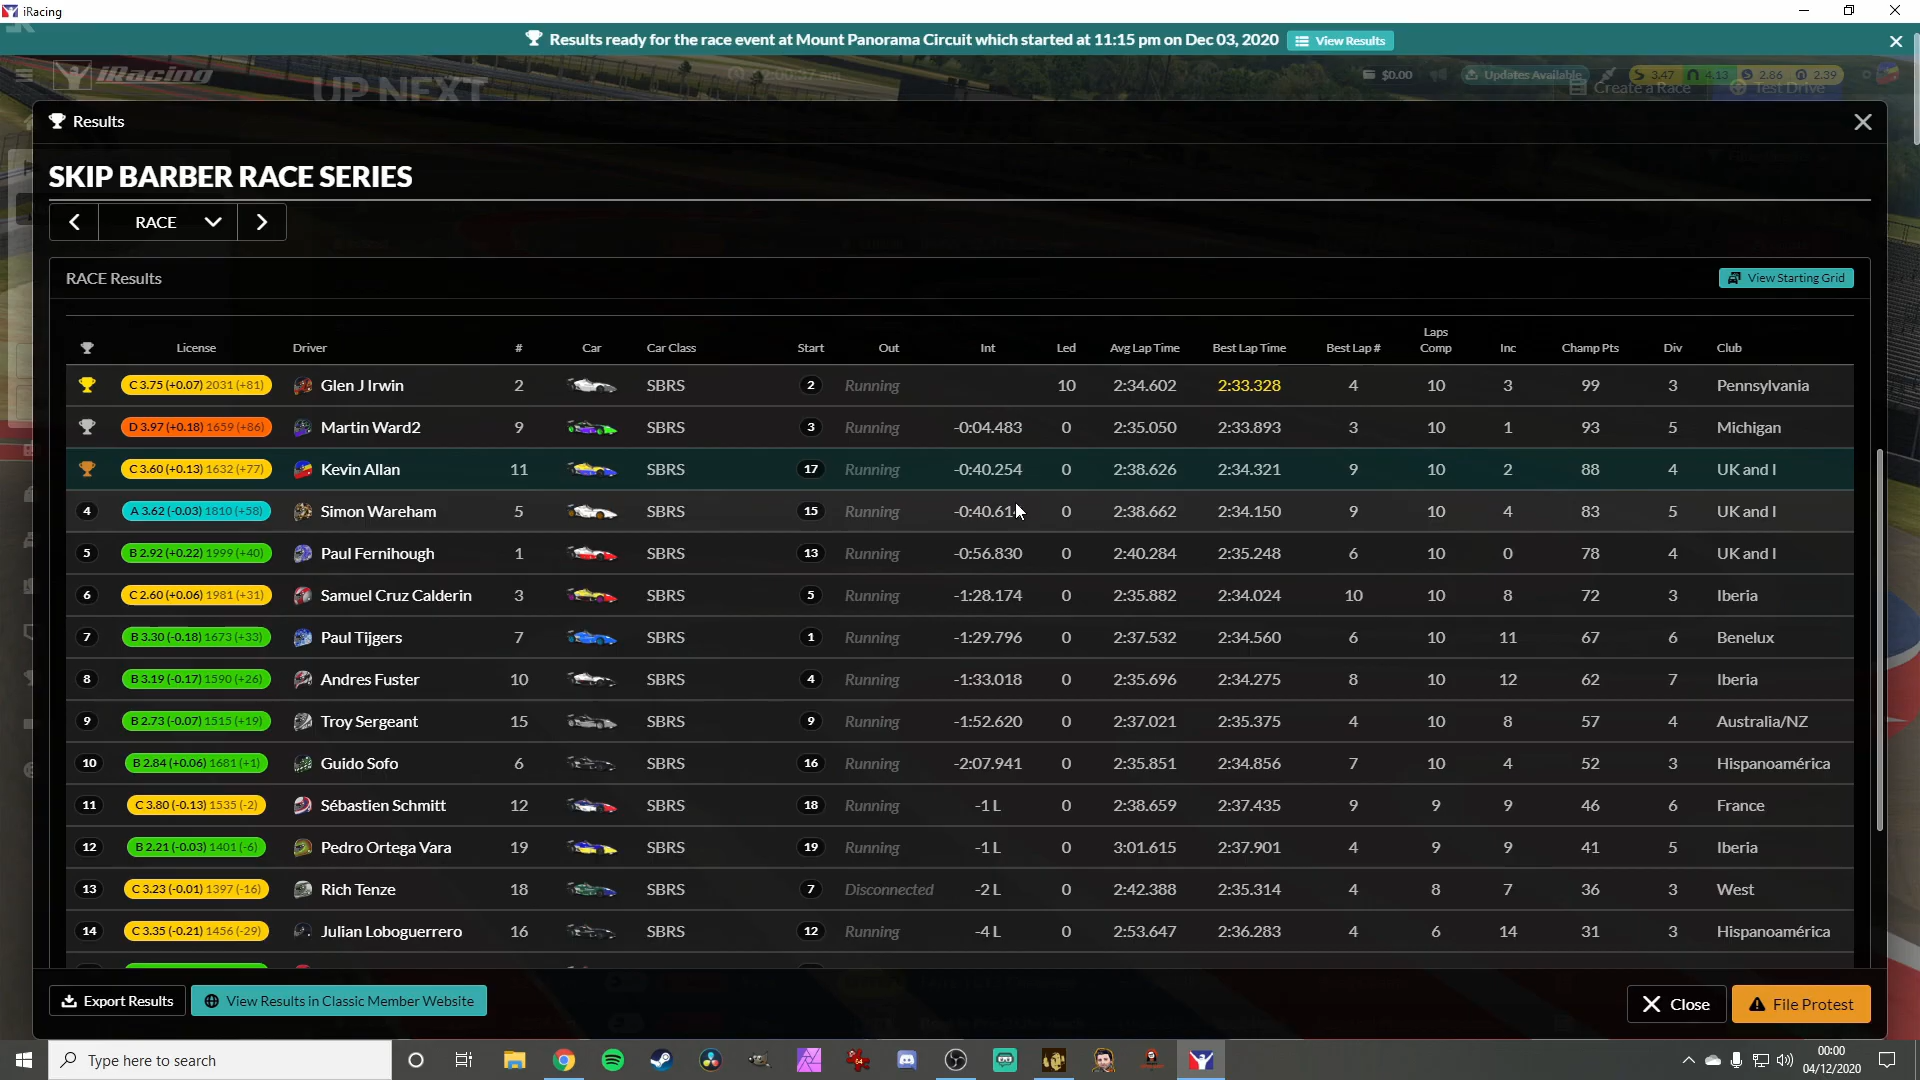 iRacing
Results ready for the race event at Mount Panorama Circuit which started at 11:15 pm on Dec 03, 2020 View Results
iRacing UP NEXT $0.00 Updates Available 3.47 4.13 2.86 2.39
Create a Race Test Drive
Results
SKIP BARBER RACE SERIES
RACE
RACE Results View Starting Grid
License Driver # Car Car Class Start Out Int Led Avg Lap Time Best Lap Time Best Lap # Laps Comp Inc Champ Pts Div Club
C 3.75 (+0.07) 2031 (+81) Glen J Irwin 2 SBRS 2 Running 10 2:34.602 2:33.328 4 10 3 99 3 Pennsylvania
D 3.97 (+0.18) 1659 (+86) Martin Ward2 9 SBRS 3 Running -0:04.483 0 2:35.050 2:33.893 3 10 1 93 5 Michigan
C 3.60 (+0.13) 1632 (+77) Kevin Allan 11 SBRS 17 Running -0:40.254 0 2:38.626 2:34.321 9 10 2 88 4 UK and I
4 A 3.62 (-0.03) 1810 (+58) Simon Wareham 5 SBRS 15 Running 0 2:38.662 2:34.150 9 10 4 83 5 UK and I
5 B 2.92 (+0.22) 1999 (+40) Paul Fernihough 1 SBRS 13 Running -0:56.830 0 2:40.284 2:35.248 6 10 0 78 4 UK and I
6 C 2.60 (+0.06) 1981 (+31) Samuel Cruz Calderin 3 SBRS 5 Running -1:28.174 0 2:35.882 2:34.024 10 10 8 72 3 Iberia
7 B 3.30 (-0.18) 1673 (+33) Paul Tijgers 7 SBRS 1 Running -1:29.796 0 2:37.532 2:34.560 6 10 11 67 6 Benelux
8 B 3.19 (-0.17) 1590 (+26) Andres Fuster 10 SBRS 4 Running -1:33.018 0 2:35.696 2:34.275 8 10 12 62 7 Iberia
9 B 2.73 (-0.07) 1515 (+19) Troy Sergeant 15 SBRS 9 Running -1:52.620 0 2:37.021 2:35.375 4 10 8 57 4 Australia/NZ
10 B 2.84 (+0.06) 1681 (+1) Guido Sofo 6 SBRS 16 Running -2:07.941 0 2:35.851 2:34.856 7 10 4 52 3 Hispanoamérica
11 C 3.80 (-0.13) 1535 (-2) Sébastien Schmitt 12 SBRS 18 Running -1 L 0 2:38.659 2:37.435 9 9 9 46 6 France
12 B 2.21 (-0.03) 1401 (-6) Pedro Ortega Vara 19 SBRS 19 Running -1 L 0 3:01.615 2:37.901 4 9 9 41 5 Iberia
13 C 3.23 (-0.01) 1397 (-16) Rich Tenze 18 SBRS 7 Disconnected -2 L 0 2:42.388 2:35.314 4 8 7 36 3 West
14 C 3.35 (-0.21) 1456 (-29) Julian Loboguerrero 16 SBRS 12 Running -4 L 0 2:53.647 2:36.283 4 6 14 31 3 Hispanoamérica
Export Results View Results in Classic Member Website Close File Protest
Type here to search
00:00
04/12/2020